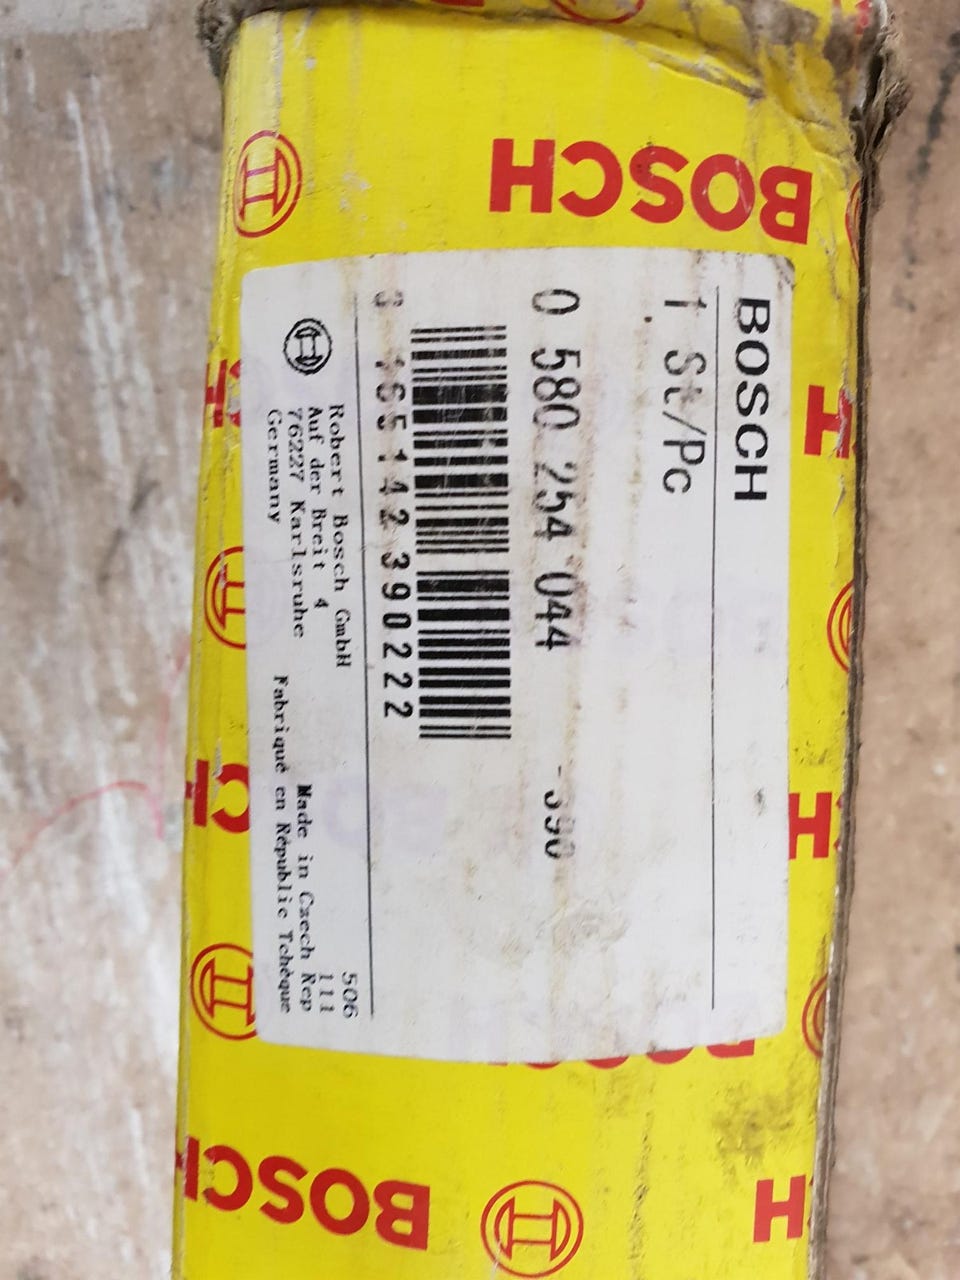 BOSCH
BOSCH
1 St/Pc
0 580 254 044
3 165142 390222
Robert Bosch GmbH
Auf der Breit 4
76227 Karlsruhe
Germany
506
111
Made in Czech Rep
Fabriqué en République Tchèque
BOSCH